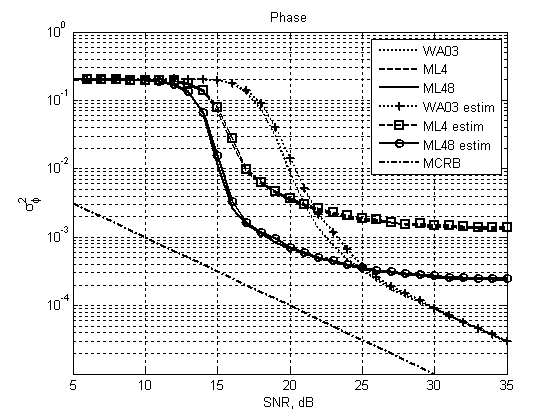 Phase
10^0
10^-1
10^-2
10^-3
10^-4
σ²ϕ
WA03
ML4
ML48
WA03 estim
ML4 estim
ML48 estim
MCRB
5 10 15 20 25 30 35
SNR, dB